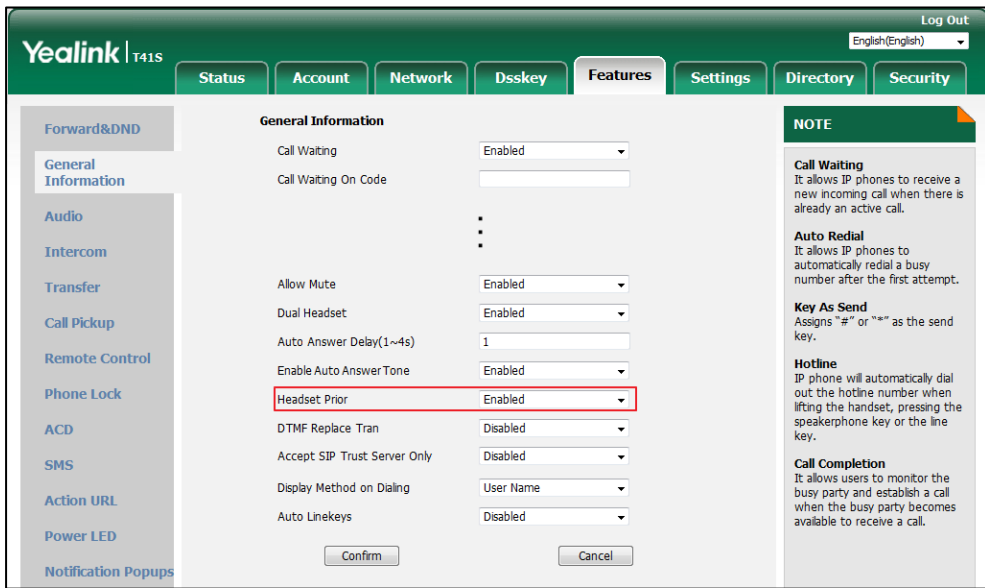 Log Out
Yealink T41S
English(English)
Status Account Network Dsskey Features Settings Directory Security
Forward&DND
General
Information
Audio
Intercom
Transfer
Call Pickup
Remote Control
Phone Lock
ACD
SMS
Action URL
Power LED
Notification Popups
General Information
Call Waiting Enabled
Call Waiting On Code
Allow Mute Enabled
Dual Headset Enabled
Auto Answer Delay(1~4s) 1
Enable Auto Answer Tone Enabled
Headset Prior Enabled
DTMF Replace Tran Disabled
Accept SIP Trust Server Only Disabled
Display Method on Dialing User Name
Auto Linekeys Disabled
Confirm Cancel
NOTE
Call Waiting
It allows IP phones to receive a
new incoming call when there is
already an active call.
Auto Redial
It allows IP phones to
automatically redial a busy
number after the first attempt.
Key As Send
Assigns "#" or "*" as the send
key.
Hotline
IP phone will automatically dial
out the hotline number when
lifting the handset, pressing the
speakerphone key or the line
key.
Call Completion
It allows users to monitor the
busy party and establish a call
when the busy party becomes
available to receive a call.